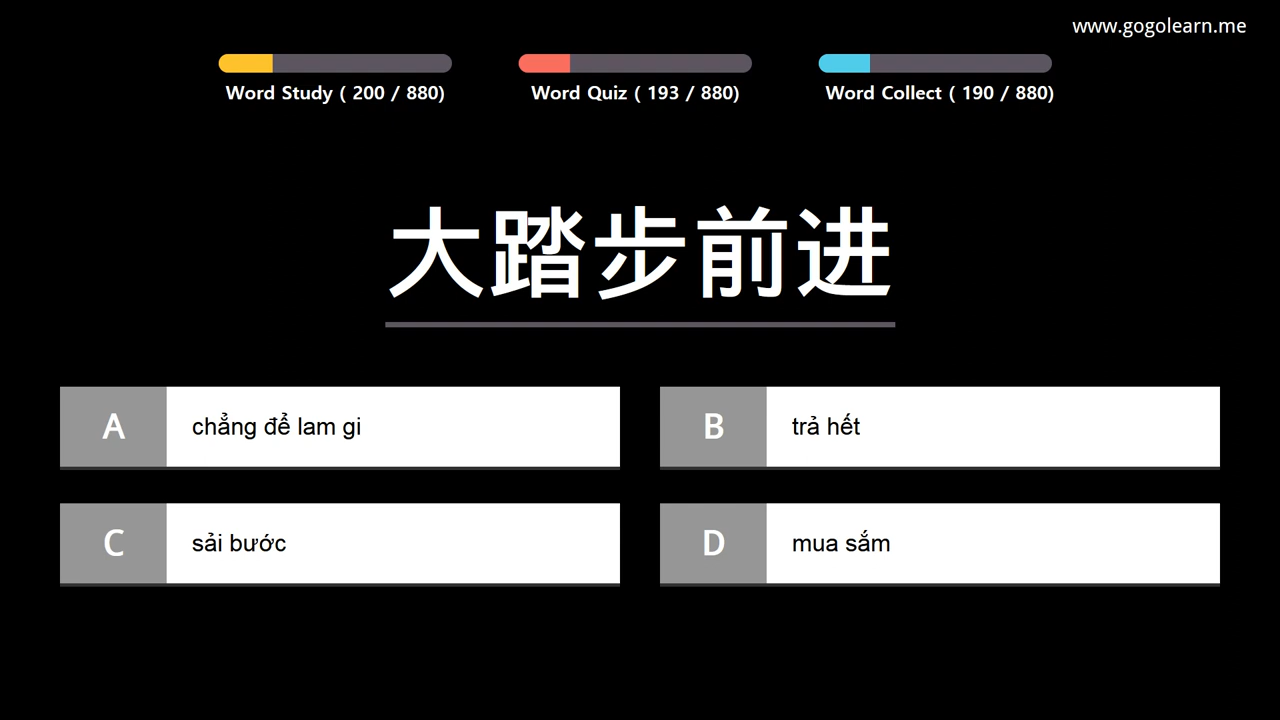 www.gogolearn.me
Word Study ( 200 / 880)
Word Quiz ( 193 / 880)
Word Collect ( 190 / 880)
大踏步前进
A chẳng để lam gi
B trả hết
C sải bước
D mua sắm